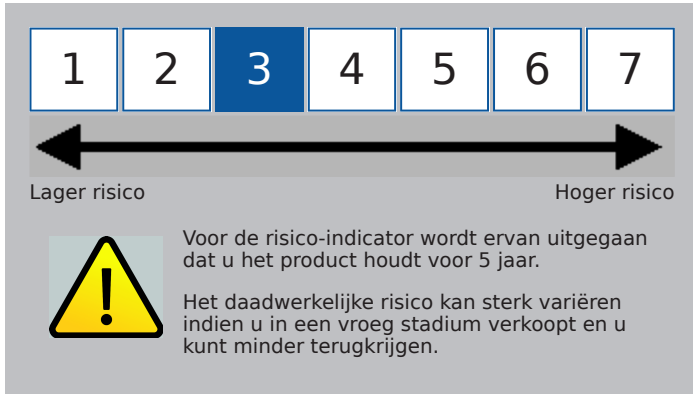 1 2 3 4 5 6 7
Lager risico Hoger risico
Voor de risico-indicator wordt ervan uitgegaan
dat u het product houdt voor 5 jaar.
Het daadwerkelijke risico kan sterk variëren
indien u in een vroeg stadium verkoopt en u
kunt minder terugkrijgen.